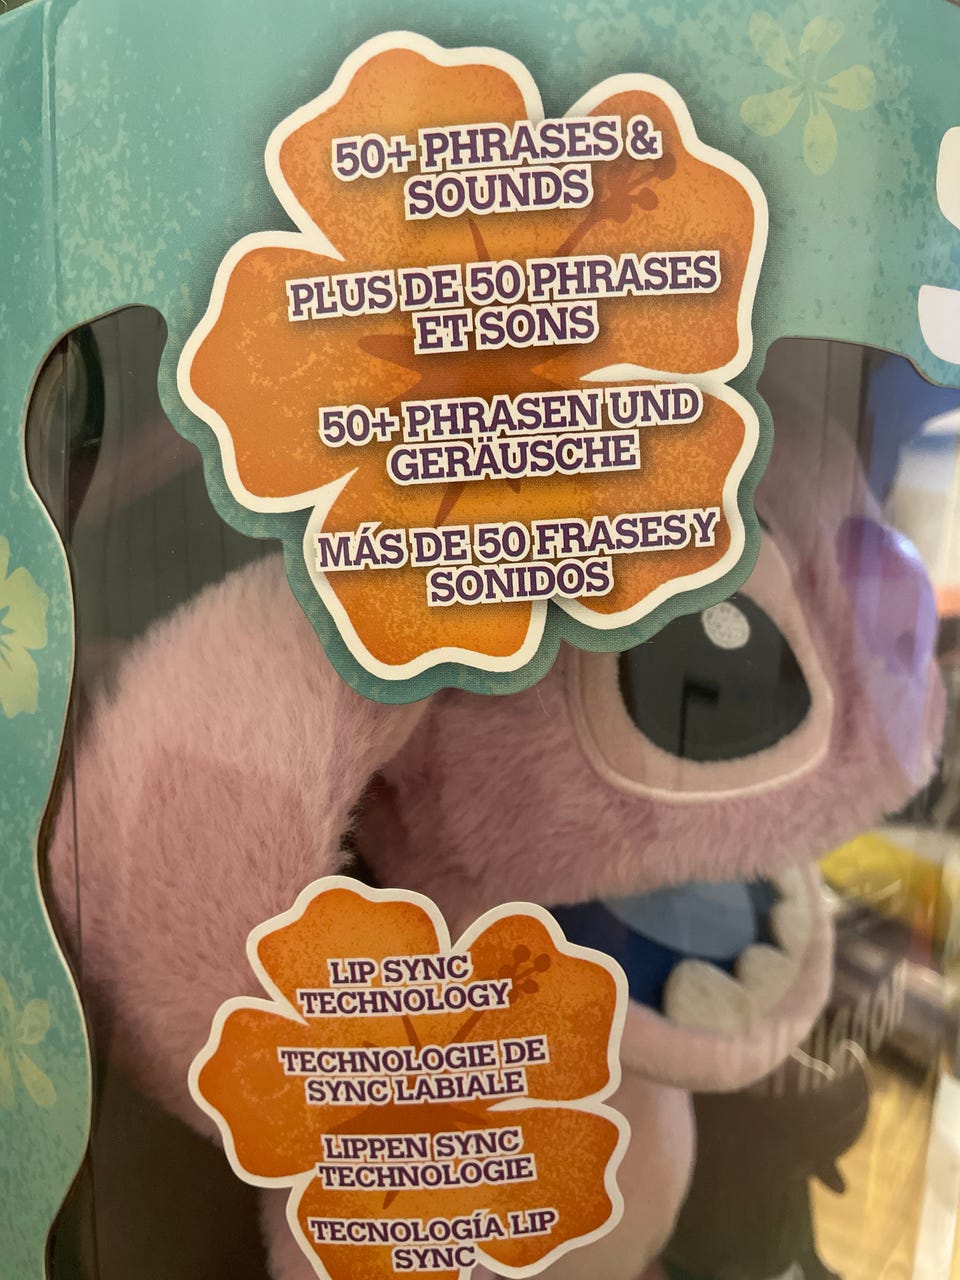 50+ PHRASES &
SOUNDS
PLUS DE 50 PHRASES
ET SONS
50+ PHRASEN UND
GERÄUSCHE
MÁS DE 50 FRASES Y
SONIDOS
LIP SYNC
TECHNOLOGY
TECHNOLOGIE DE
SYNC LABIALE
LIPPEN SYNC
TECHNOLOGIE
TECNOLOGÍA LIP
SYNC